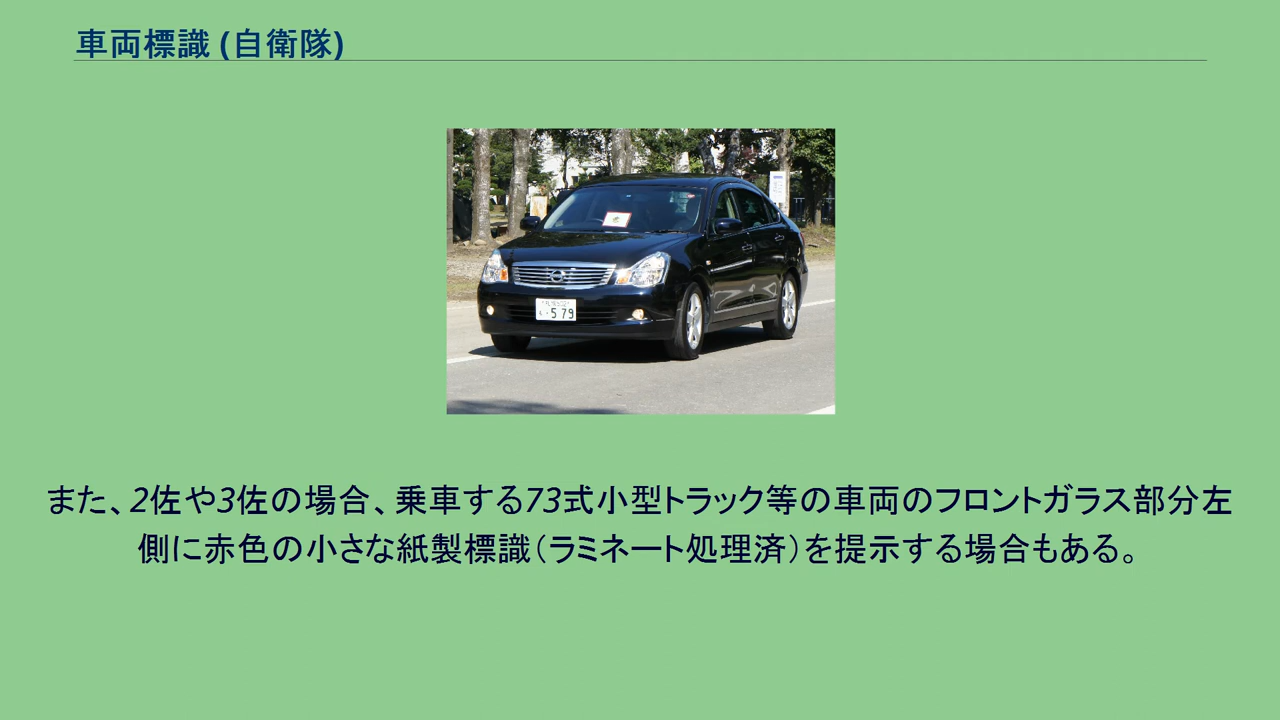 車両標識 (自衛隊)
・579
また、2佐や3佐の場合、乗車する73式小型トラック等の車両のフロントガラス部分左
側に赤色の小さな紙製標識（ラミネート処理済）を提示する場合もある。